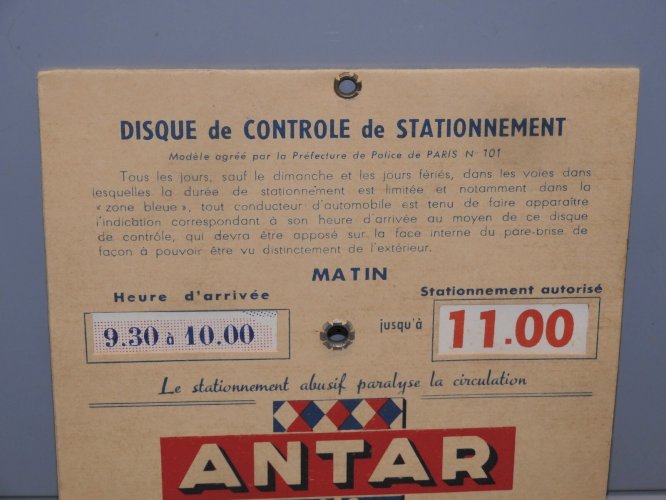 DISQUE de CONTROLE de STATIONNEMENT
Modèle agréé par la Préfecture de Police de PARIS N° 101
Tous les jours, sauf le dimanche et les jours fériés, dans les voies dans
lesquelles la durée de stationnement est limitée et notamment dans la
« zone bleue », tout conducteur d'automobile est tenu de faire apparaître
l'indication correspondant à son heure d'arrivée au moyen de ce disque
de contrôle, qui devra être apposé sur la face interne du pare-brise de
façon à pouvoir être vu distinctement de l'extérieur.
MATIN
Heure d'arrivée
Stationnement autorisé
9.30 à 10.00
jusqu'à
11.00
Le stationnement abusif paralyse la circulation
ANTAR